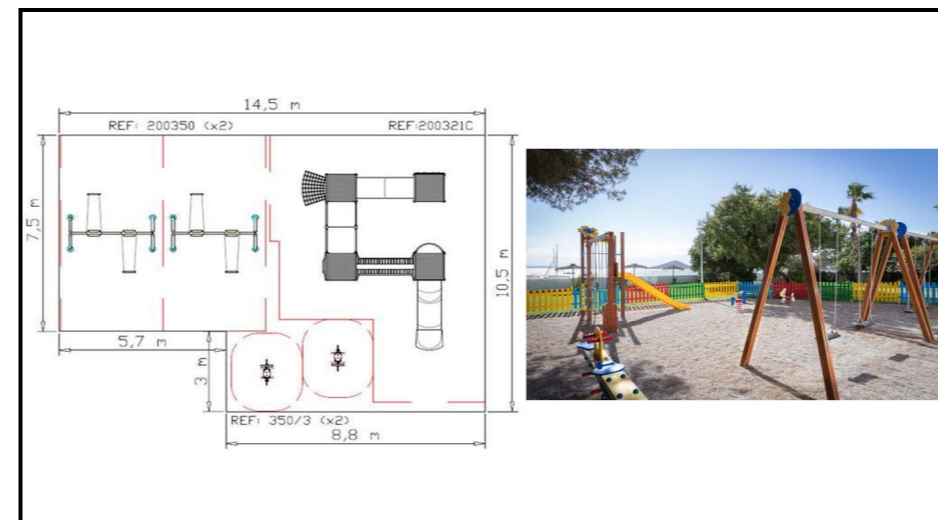 14,5 m
REF: 200350 (x2)
REF:200321C
7,5 m
10,5 m
5,7 m
3 m
REF: 350/3 (x2)
8,8 m